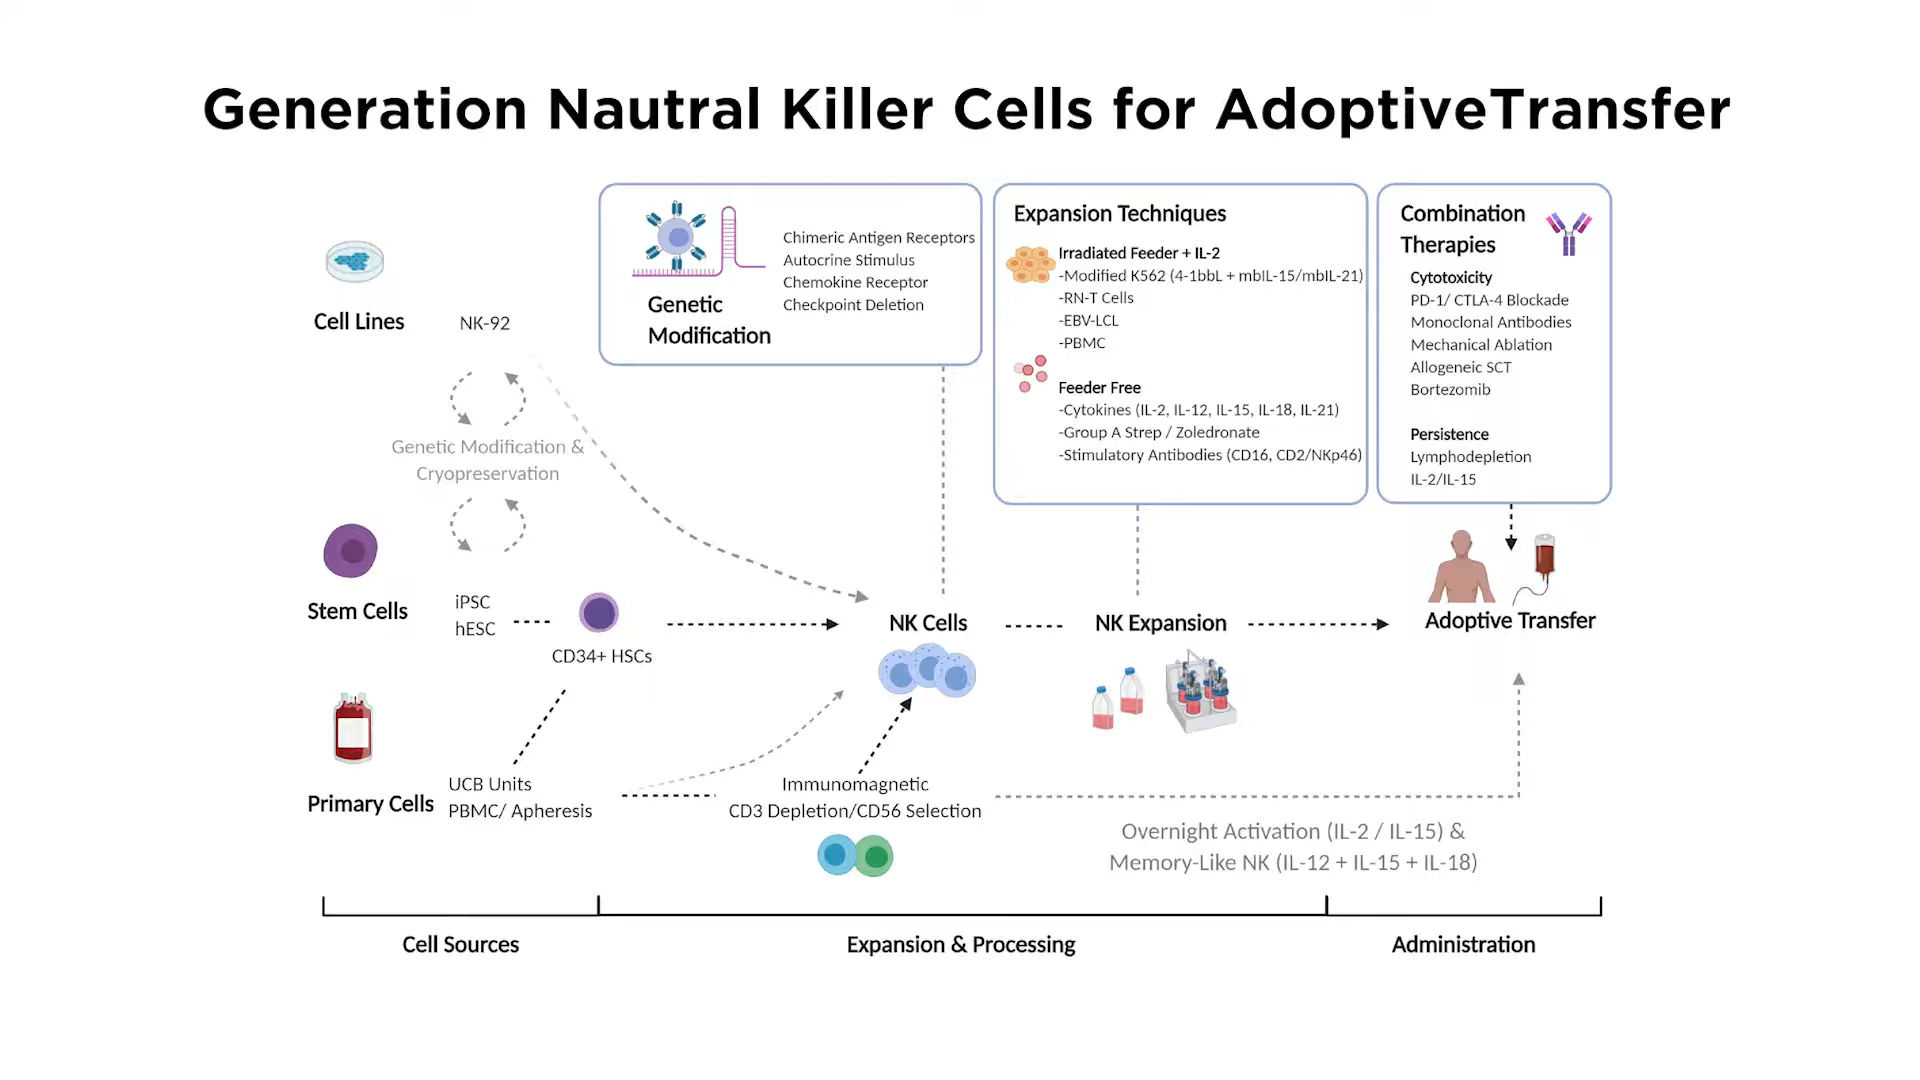 Generation Nautral Killer Cells for AdoptiveTransfer
Cell Lines
NK-92
Genetic Modification &
Cryopreservation
Stem Cells
iPSC
hESC
CD34+ HSCs
Primary Cells
UCB Units
PBMC/ Apheresis
Genetic
Modification
Chimeric Antigen Receptors
Autocrine Stimulus
Chemokine Receptor
Checkpoint Deletion
Expansion Techniques
Irradiated Feeder + IL-2
-Modified K562 (4-1bbL + mbIL-15/mbIL-21)
-RN-T Cells
-EBV-LCL
-PBMC
Feeder Free
-Cytokines (IL-2, IL-12, IL-15, IL-18, IL-21)
-Group A Strep / Zoledronate
-Stimulatory Antibodies (CD16, CD2/NKp46)
Combination
Therapies
Cytotoxicity
PD-1/ CTLA-4 Blockade
Monoclonal Antibodies
Mechanical Ablation
Allogeneic SCT
Bortezomib
Persistence
Lymphodepletion
IL-2/IL-15
NK Cells
NK Expansion
Adoptive Transfer
Immunomagnetic
CD3 Depletion/CD56 Selection
Overnight Activation (IL-2 / IL-15) &
Memory-Like NK (IL-12 + IL-15 + IL-18)
Cell Sources
Expansion & Processing
Administration